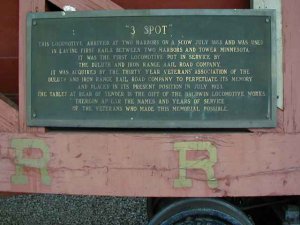 "3 SPOT"
THIS LOCOMOTIVE ARRIVED AT TWO HARBORS ON A SCOW JULY 1883 AND WAS USED
IN LAYING FIRST RAILS BETWEEN TWO HARBORS AND TOWER MINNESOTA
IT WAS THE FIRST LOCOMOTIVE PUT IN SERVICE BY
THE DULUTH AND IRON RANGE RAIL ROAD COMPANY.
IT WAS ACQUIRED BY THE THIRTY YEAR VETERANS' ASSOCIATION OF THE
DULUTH AND IRON RANGE RAIL ROAD COMPANY TO PERPETUATE ITS MEMORY
AND PLACED IN ITS PRESENT POSITION IN JULY 1923.
THE TABLET AT REAR OF TENDER IS THE GIFT OF THE BALDWIN LOCOMOTIVE WORKS
THEREON APPEAR THE NAMES AND YEARS OF SERVICE
OF THE VETERANS WHO MADE THIS MEMORIAL POSSIBLE.
R R